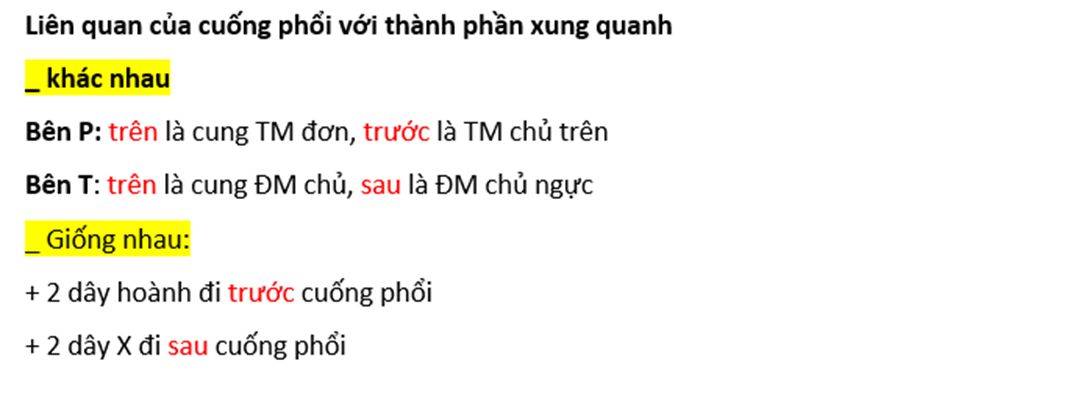 Liên quan của cuống phổi với thành phần xung quanh
_ khác nhau
Bên P: trên là cung TM đơn, trước là TM chủ trên
Bên T: trên là cung ĐM chủ, sau là ĐM chủ ngực
_ Giống nhau:
+ 2 dây hoành đi trước cuống phổi
+ 2 dây X đi sau cuống phổi